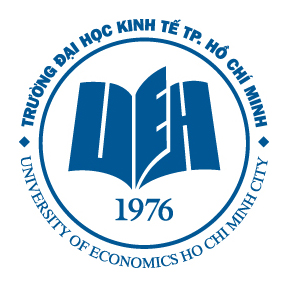 TRƯỜNG ĐẠI HỌC KINH TẾ TP. HỒ CHÍ MINH
UEH
1976
UNIVERSITY OF ECONOMICS HO CHI MINH CITY